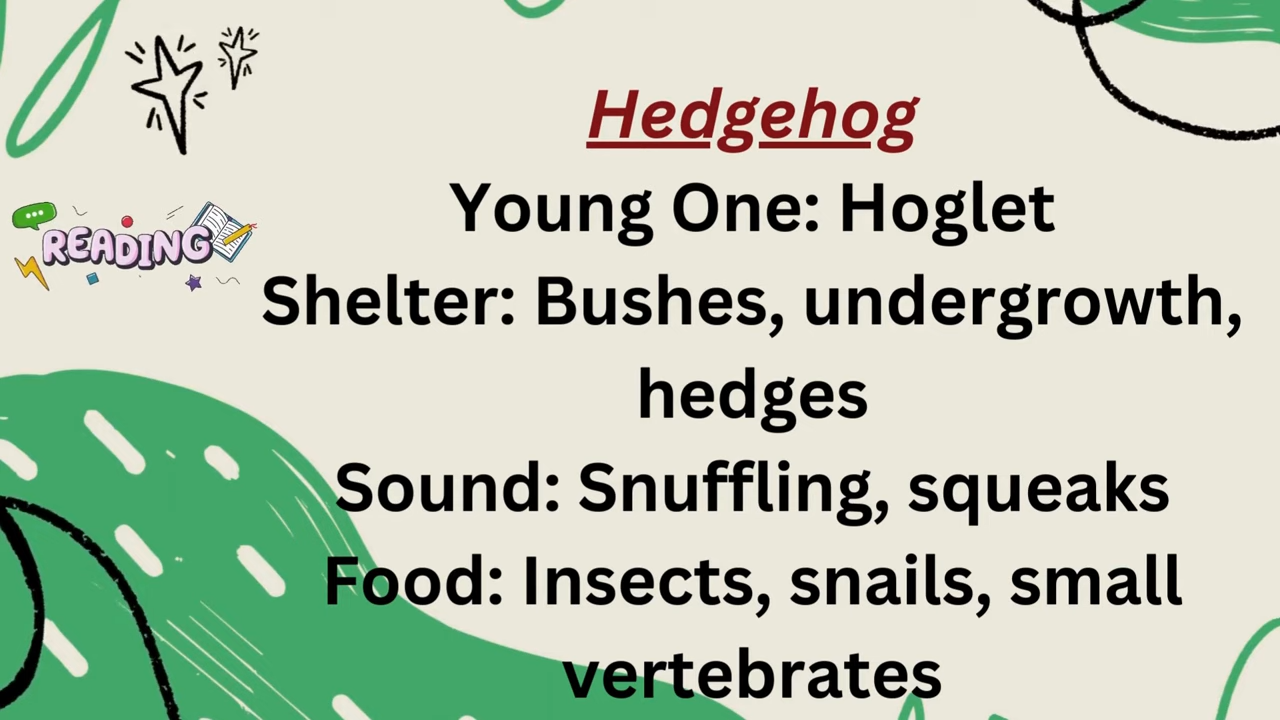 Hedgehog
READING
Young One: Hoglet
Shelter: Bushes, undergrowth,
hedges
Sound: Snuffling, squeaks
Food: Insects, snails, small
vertebrates